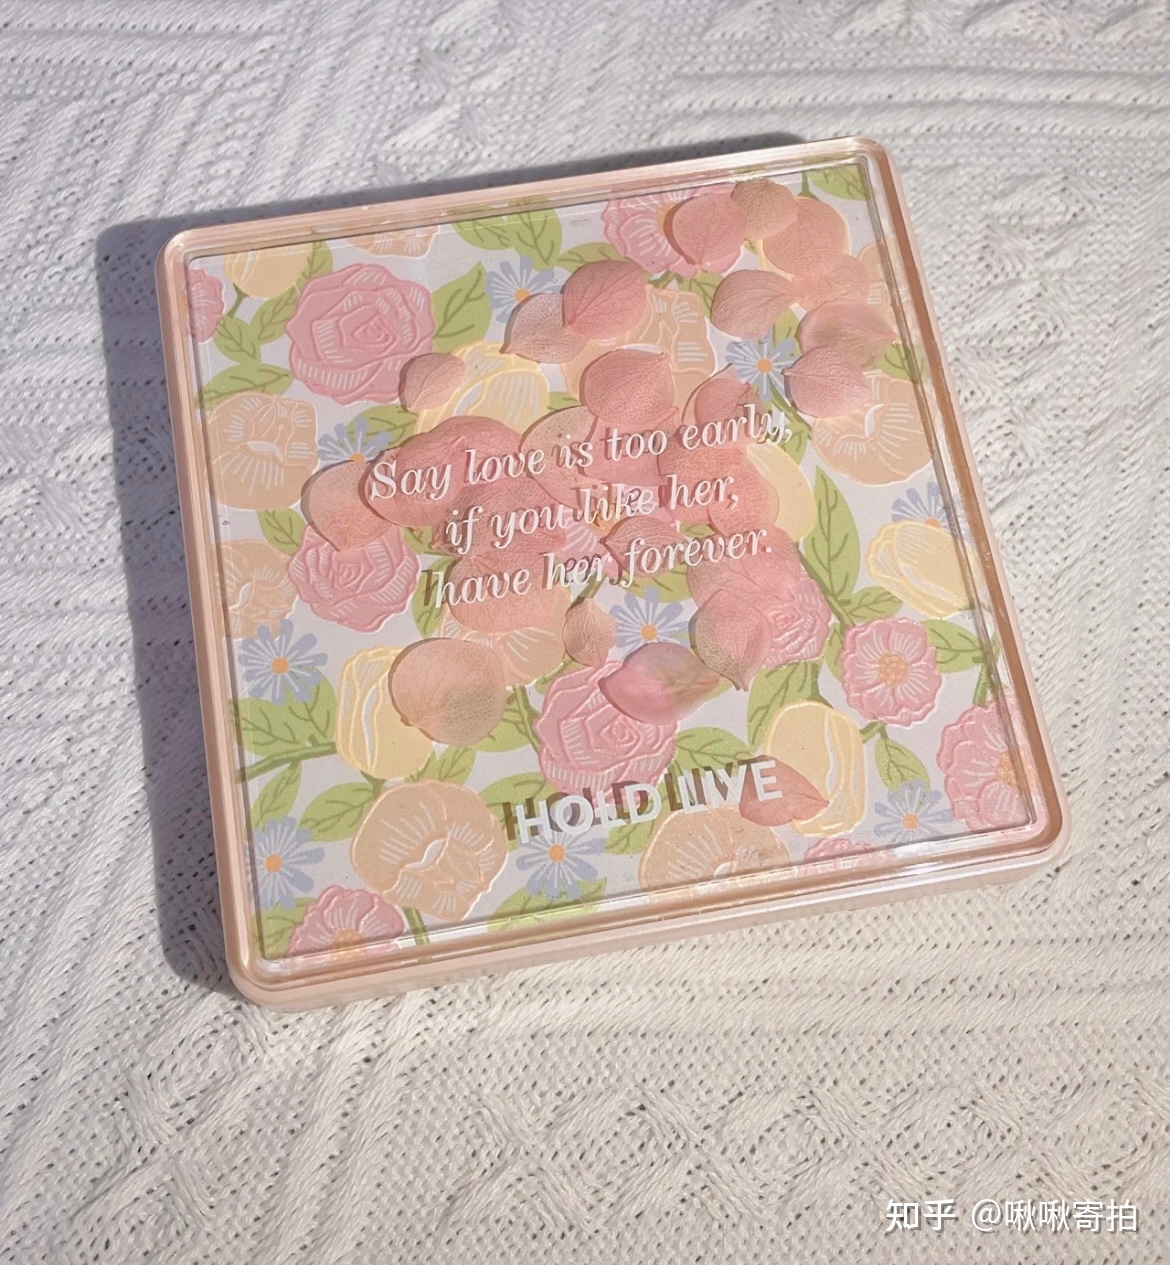 Say love is too early,
if you like her,
have her forever.
HOLD LIVE
知乎 @啾啾寄拍